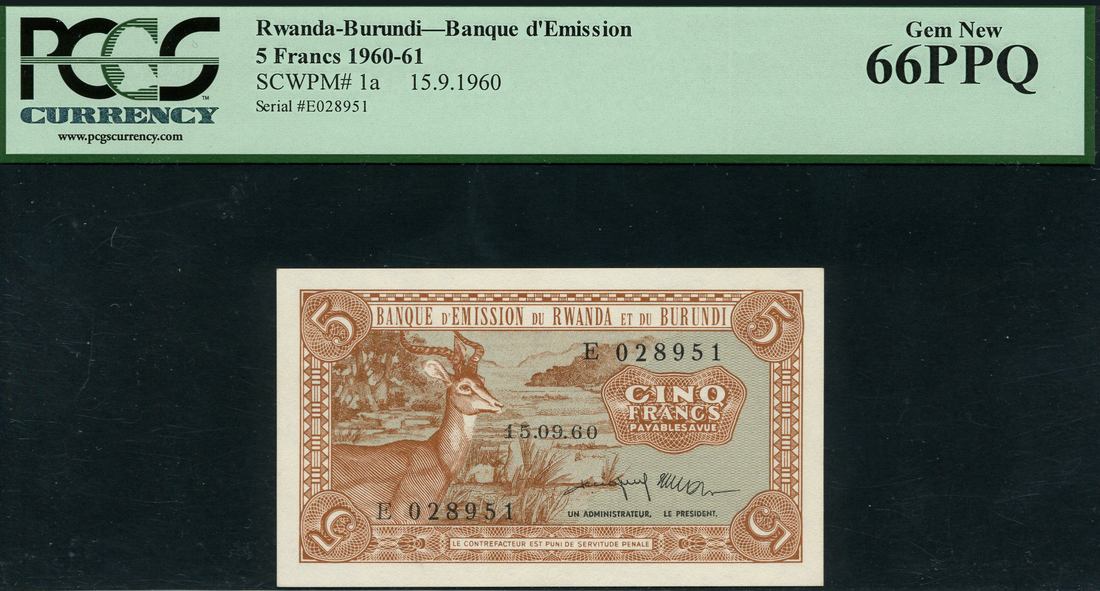 PCGS
CURRENCY
www.pcgscurrency.com
Rwanda-Burundi—Banque d'Emission
5 Francs 1960-61
SCWPM# 1a 15.9.1960
Serial #E028951
Gem New
66PPQ
5 5
BANQUE D'EMISSION DU RWANDA ET DU BURUNDI
E 028951
CINQ
FRANCS
PAYABLES A VUE
15.09.60
E 028951
UN ADMINISTRATEUR. LE PRESIDENT.
5 5
LE CONTREFACTEUR EST PUNI DE SERVITUDE PENALE